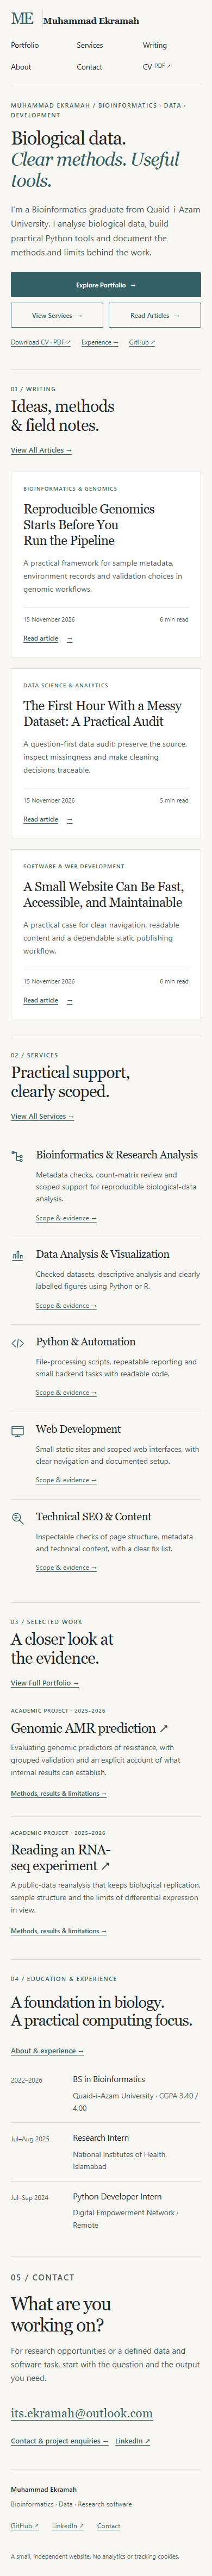 ME Muhammad Ekramah
Portfolio Services Writing
About Contact CV PDF ↗
MUHAMMAD EKRAMAH / BIOINFORMATICS · DATA ·
DEVELOPMENT
Biological data.
Clear methods. Useful
tools.
I'm a Bioinformatics graduate from Quaid-i-Azam
University. I analyse biological data, build
practical Python tools and document the
methods and limits behind the work.
Explore Portfolio →
View Services → Read Articles →
Download CV · PDF ↗ Experience → GitHub ↗
01 / WRITING
Ideas, methods
& field notes.
View All Articles →
BIOINFORMATICS & GENOMICS
Reproducible Genomics
Starts Before You
Run the Pipeline
A practical framework for sample metadata,
environment records and validation choices in
genomic workflows.
15 November 2026 6 min read
Read article →
DATA SCIENCE & ANALYTICS
The First Hour With a Messy
Dataset: A Practical Audit
A question-first data audit: preserve the source,
inspect missingness and make cleaning
decisions traceable.
15 November 2026 5 min read
Read article →
SOFTWARE & WEB DEVELOPMENT
A Small Website Can Be Fast,
Accessible, and Maintainable
A practical case for clear navigation, readable
content and a dependable static publishing
workflow.
15 November 2026 6 min read
Read article →
02 / SERVICES
Practical support,
clearly scoped.
View All Services →
Bioinformatics & Research Analysis
Metadata checks, count-matrix review and
scoped support for reproducible biological-data
analysis.
Scope & evidence →
Data Analysis & Visualization
Checked datasets, descriptive analysis and clearly
labelled figures using Python or R.
Scope & evidence →
Python & Automation
File-processing scripts, repeatable reporting and
small backend tasks with readable code.
Scope & evidence →
Web Development
Small static sites and scoped web interfaces, with
clear navigation and documented setup.
Scope & evidence →
Technical SEO & Content
Inspectable checks of page structure, metadata
and technical content, with a clear fix list.
Scope & evidence →
03 / SELECTED WORK
A closer look at
the evidence.
View Full Portfolio →
ACADEMIC PROJECT · 2025–2026
Genomic AMR prediction ↗
Evaluating genomic predictors of resistance, with
grouped validation and an explicit account of what
internal results can establish.
Methods, results & limitations →
ACADEMIC PROJECT · 2025–2026
Reading an RNA-
seq experiment ↗
A public-data reanalysis that keeps biological replication,
sample structure and the limits of differential expression
in view.
Methods, results & limitations →
04 / EDUCATION & EXPERIENCE
A foundation in biology.
A practical computing focus.
About & experience →
2022–2026 BS in Bioinformatics
Quaid-i-Azam University · CGPA 3.40 /
4.00
Jul–Aug 2025 Research Intern
National Institutes of Health,
Islamabad
Jul–Sep 2024 Python Developer Intern
Digital Empowerment Network ·
Remote
05 / CONTACT
What are you
working on?
For research opportunities or a defined data and
software task, start with the question and the output
you need.
its.ekramah@outlook.com
Contact & project enquiries → LinkedIn ↗
Muhammad Ekramah
Bioinformatics · Data · Research software
GitHub ↗ LinkedIn ↗ Contact
A small, independent website. No analytics or tracking cookies.